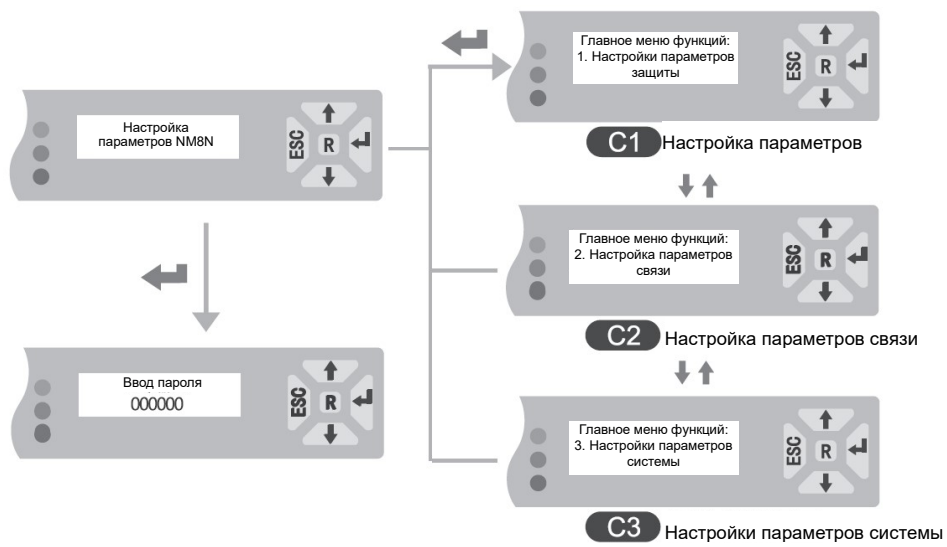 Настройка
параметров NM8N
ESC
R
Ввод пароля
000000
ESC
R
Главное меню функций:
1. Настройки параметров
защиты
ESC
R
C1 Настройка параметров
Главное меню функций:
2. Настройка параметров
связи
ESC
R
C2 Настройка параметров связи
Главное меню функций:
3. Настройки параметров
системы
ESC
R
C3 Настройки параметров системы